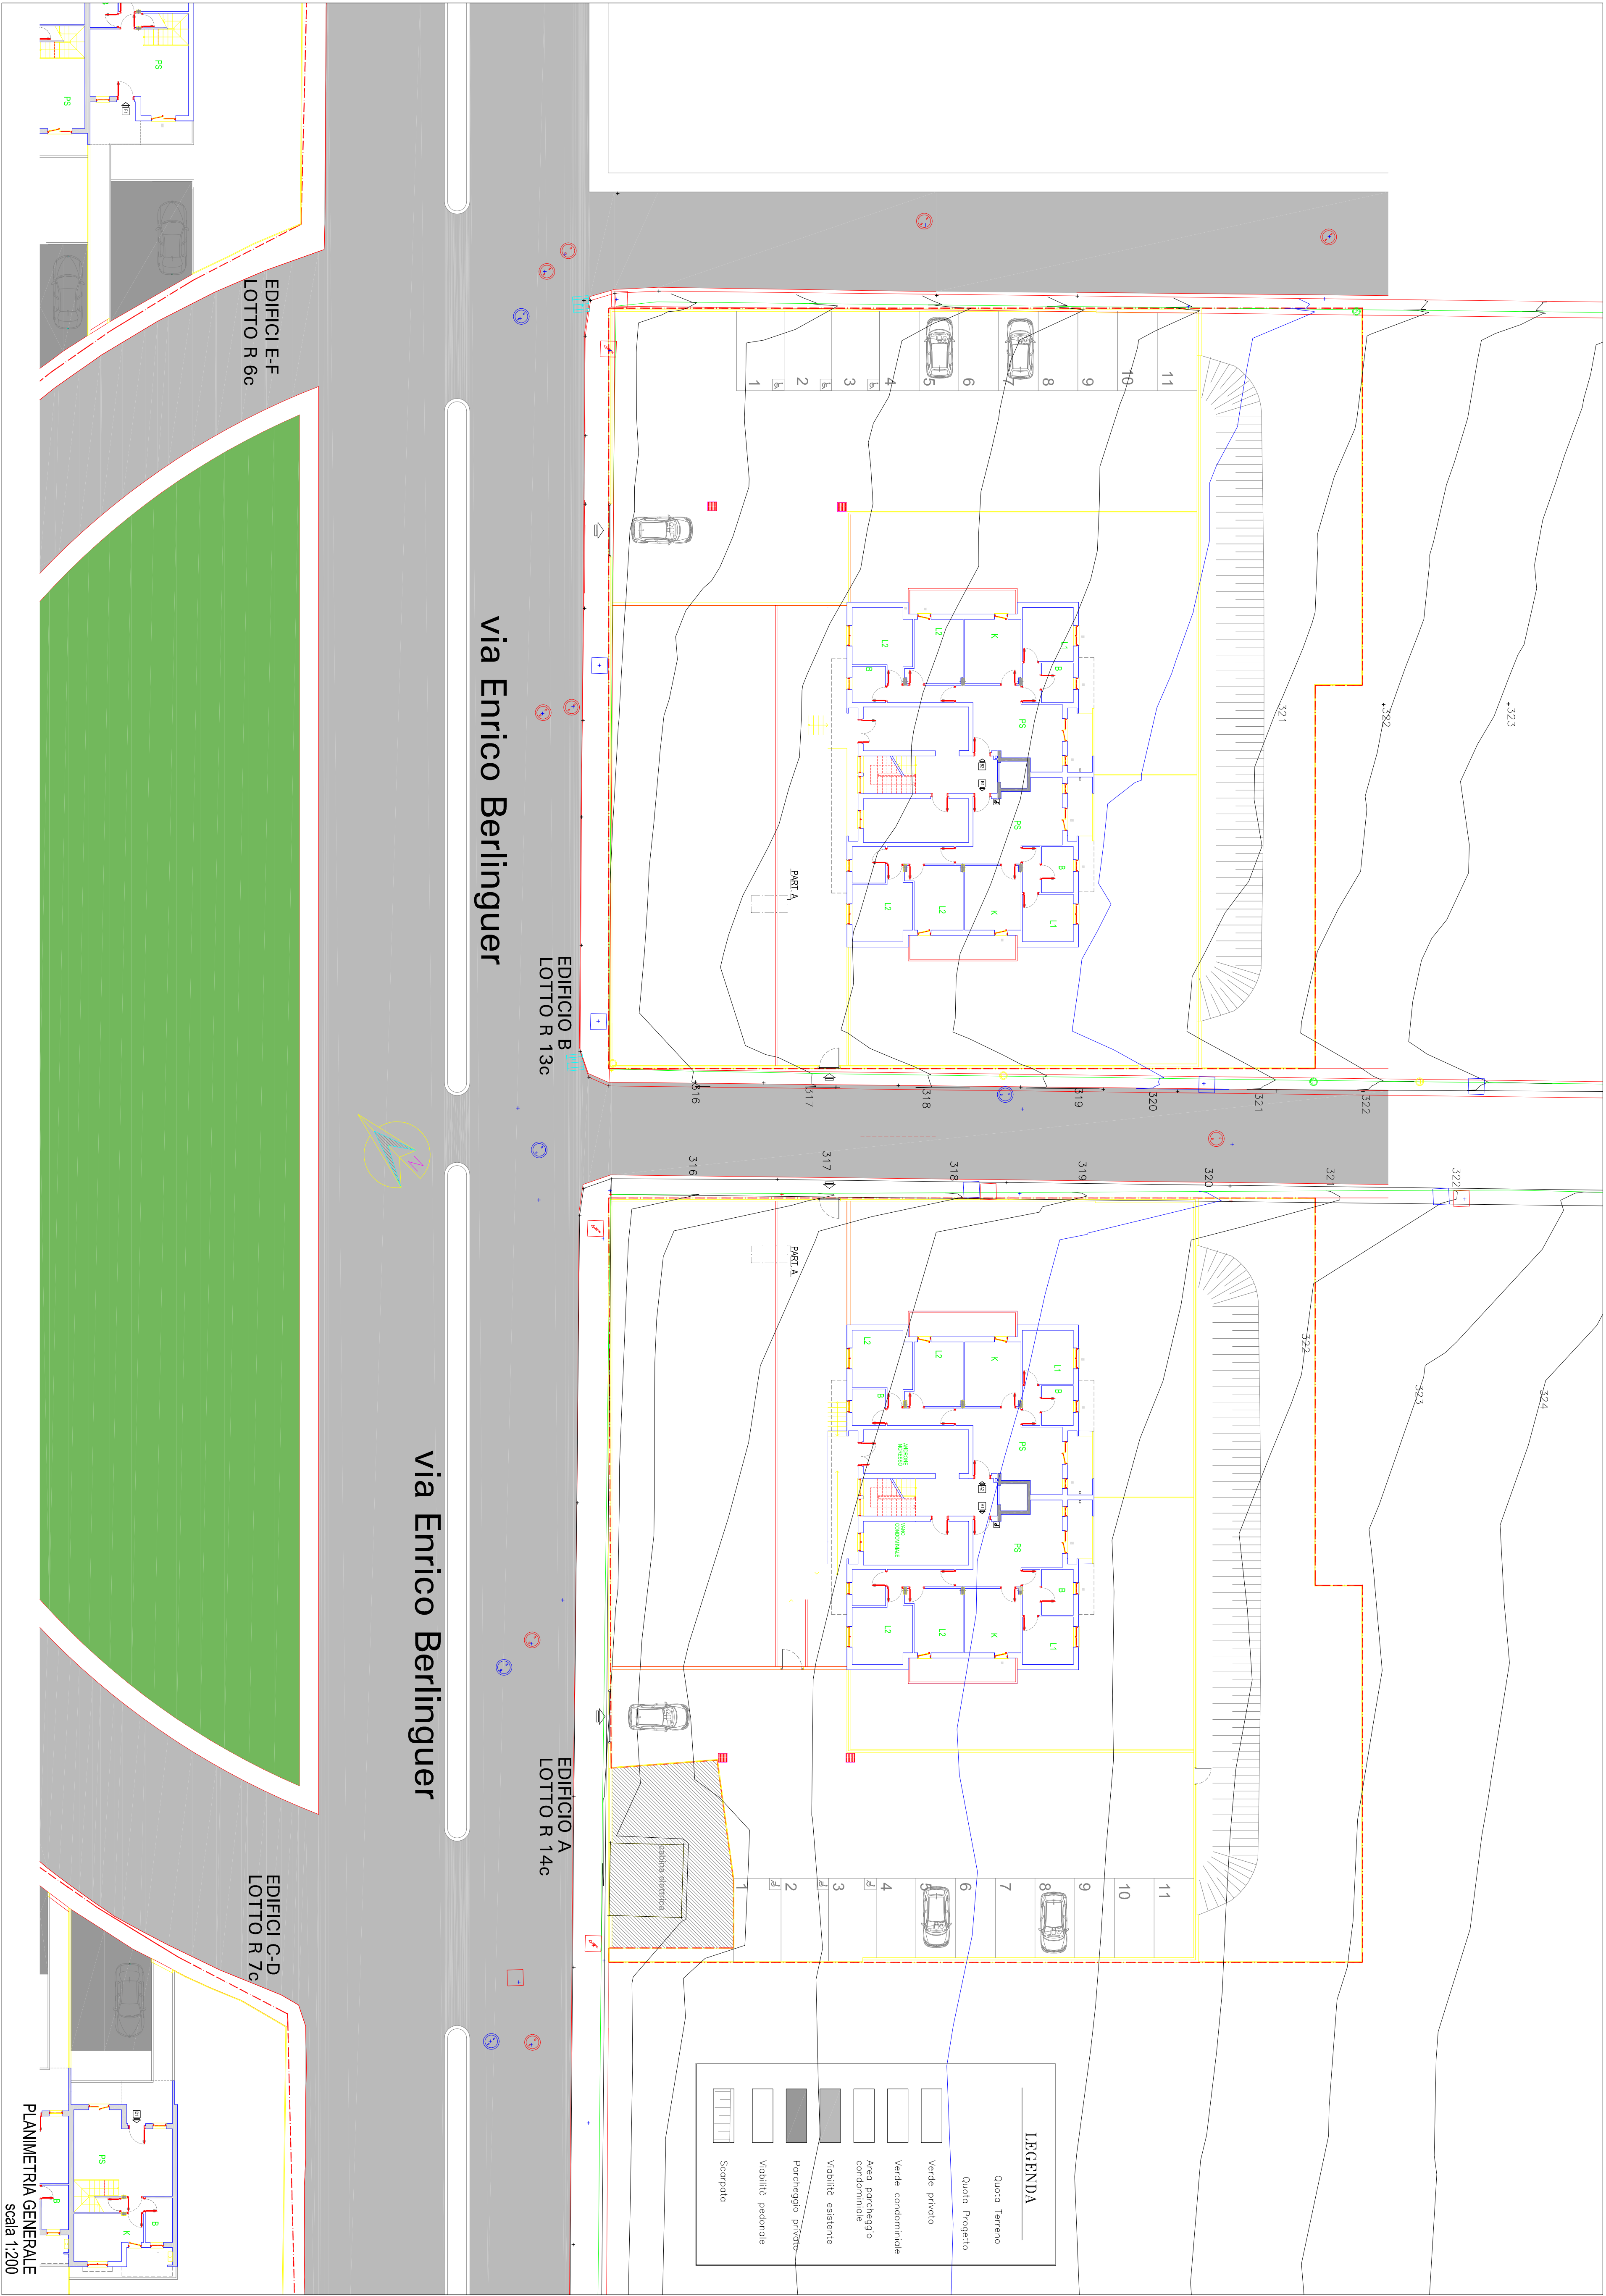 PLANIMETRIA GENERALE
scala 1:200
via Enrico Berlinguer
via Enrico Berlinguer
EDIFICI E-F
LOTTO R 6c
EDIFICIO B
LOTTO R 13c
EDIFICIO A
LOTTO R 14c
EDIFICI C-D
LOTTO R 7c
LEGENDA
Quota Terreno
Quota Progetto
Verde privato
Verde condominiale
Area parcheggio
condominiale
Viabilità esistente
Parcheggio privato
Viabilità pedonale
Scarpata
1
2
3
4
5
6
7
8
9
10
11
321
322
323
L1
B
K
L2
L2
B
PS
PS
B
L1
K
L2
L2
PART. A
316
317
318
319
320
321
322
316
317
318
319
320
321
322
322
323
324
PART. A
L1
B
K
L2
L2
B
PS
ANDRONE
INGRESSO
VANO
CONDOMINIALE
PS
B
L1
K
L2
L2
cabina elettrica
1
2
3
4
5
6
7
8
9
10
11
N
PS
PS
PS
B
K
B